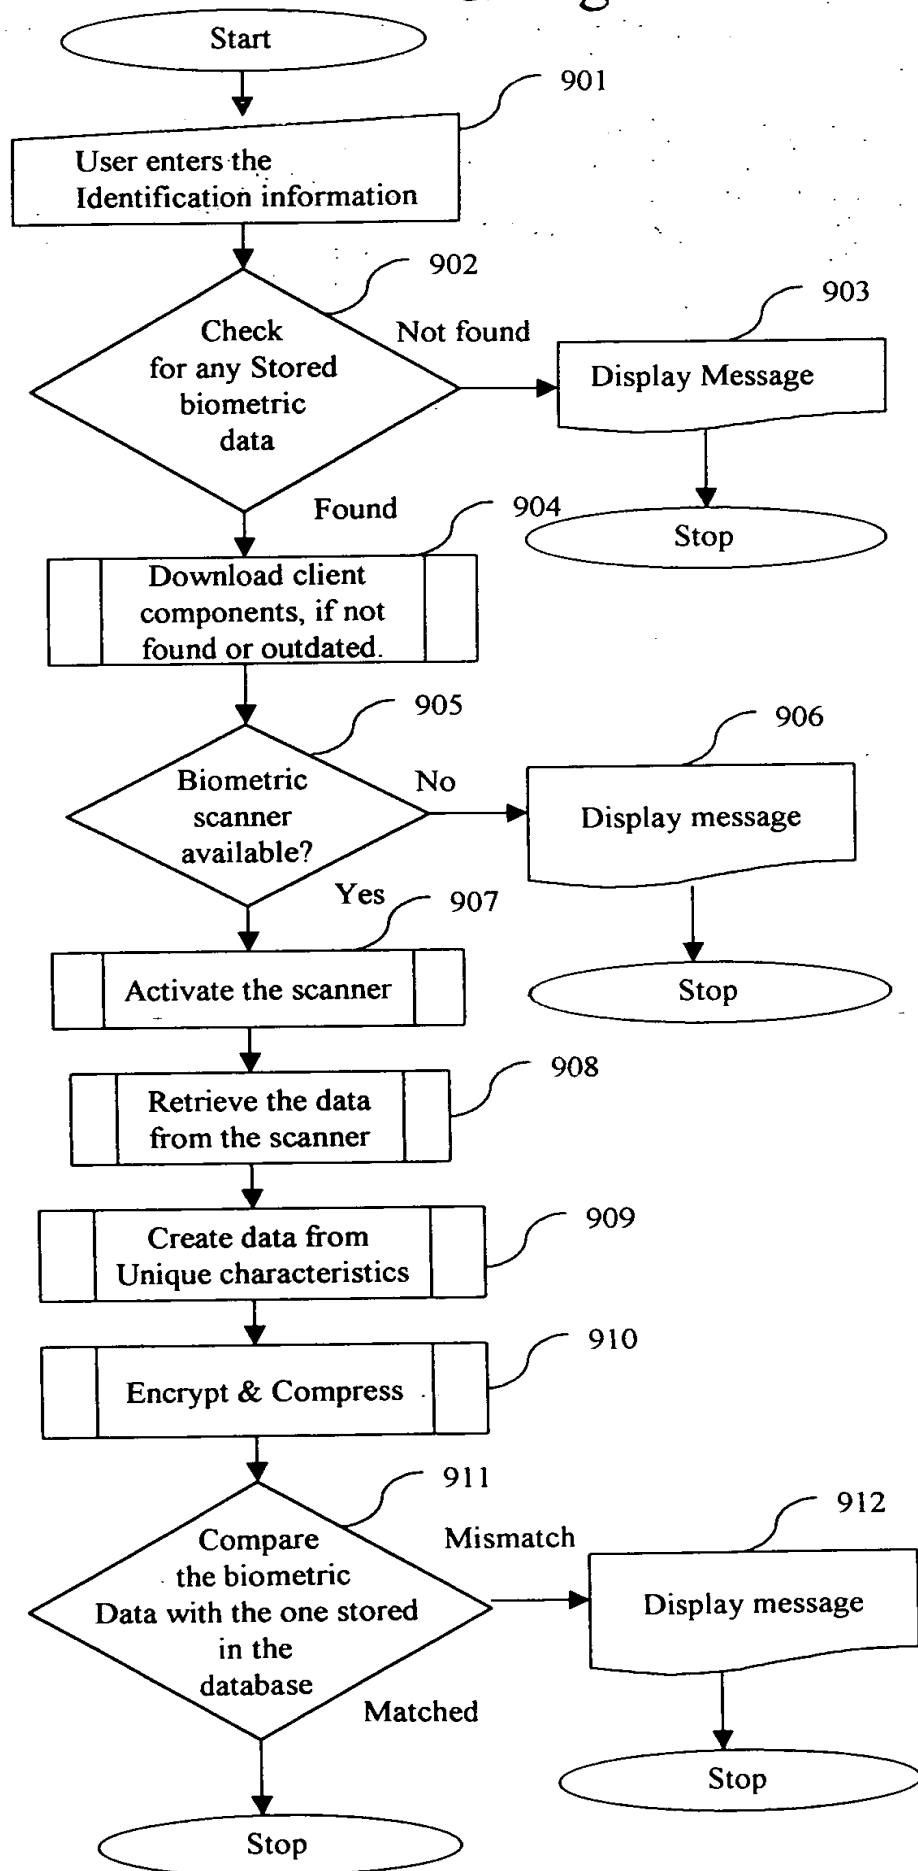 Start
901
User enters the
Identification information
902
Check
for any Stored
biometric
data
Not found
903
Display Message
Stop
Found
904
Download client
components, if not
found or outdated.
905
Biometric
scanner
available?
No
906
Display message
Stop
Yes
907
Activate the scanner
908
Retrieve the data
from the scanner
909
Create data from
Unique characteristics
910
Encrypt & Compress
911
Compare
the biometric
Data with the one stored
in the
database
Mismatch
912
Display message
Stop
Matched
Stop